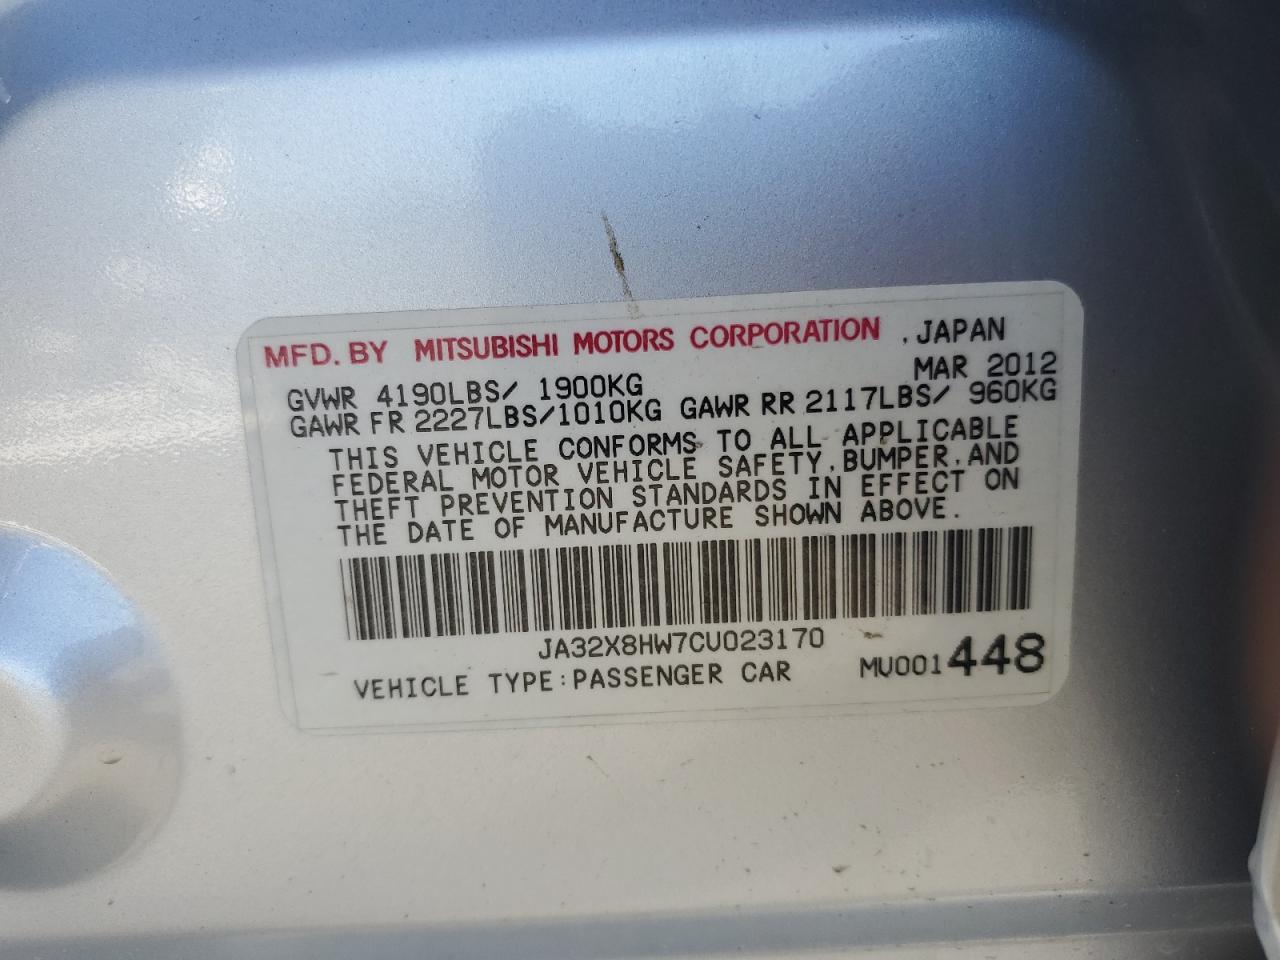 MFD. BY MITSUBISHI MOTORS CORPORATION , JAPAN
MAR 2012
GVWR 4190LBS/ 1900KG
GAWR FR 2227LBS/1010KG GAWR RR 2117LBS/ 960KG
THIS VEHICLE CONFORMS TO ALL APPLICABLE
FEDERAL MOTOR VEHICLE SAFETY,BUMPER,AND
THEFT PREVENTION STANDARDS IN EFFECT ON
THE DATE OF MANUFACTURE SHOWN ABOVE.
JA32X8HW7CU023170
VEHICLE TYPE:PASSENGER CAR MU001448